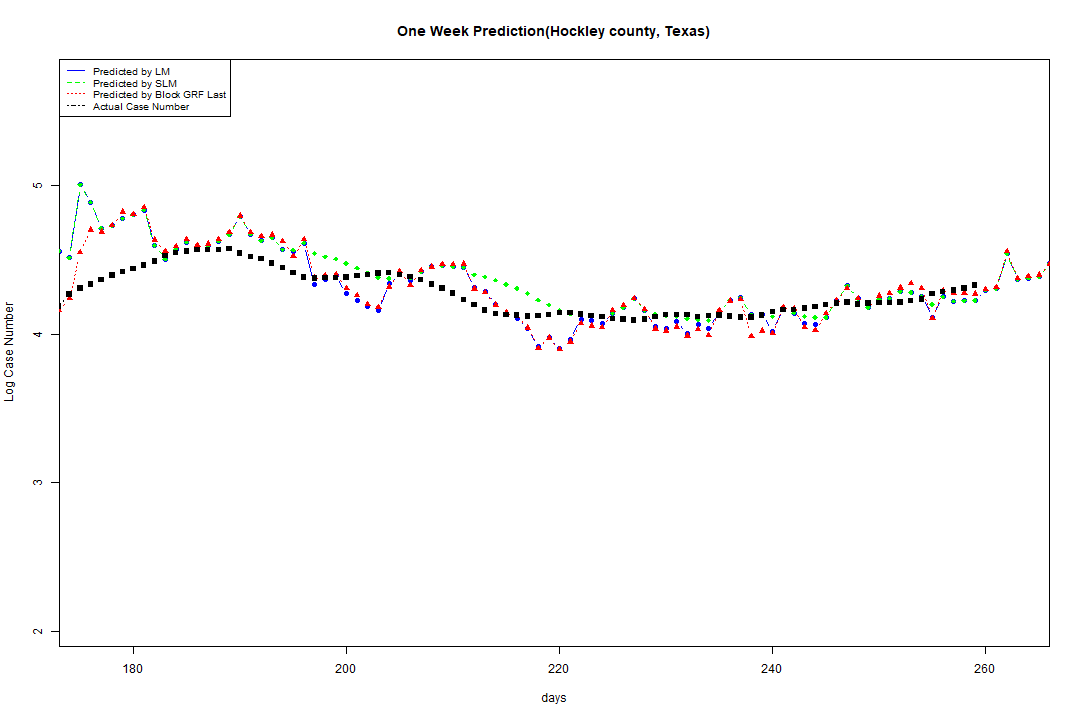 One Week Prediction(Hockley county, Texas)
Predicted by LM
Predicted by SLM
Predicted by Block GRF Last
Actual Case Number
5
4
3
2
Log Case Number
180 200 220 240 260
days